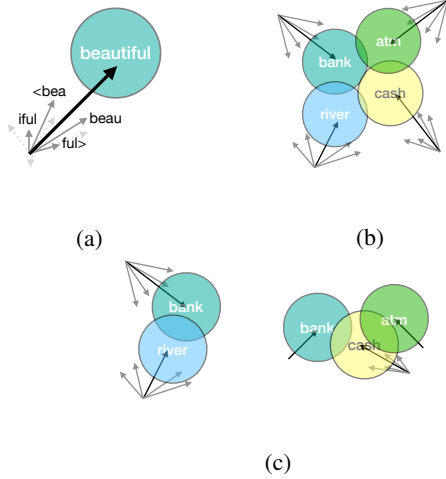 beautiful
<bea
iful
beau
ful>
(a)
atm
bank
cash
river
(b)
bank
river
atm
bank
cash
(c)